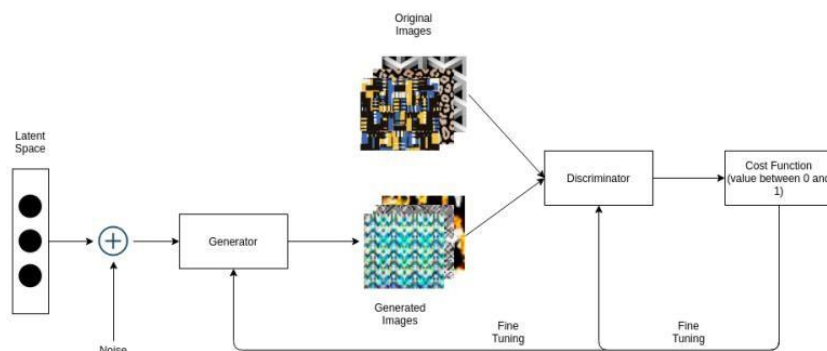 Original
Images
Latent
Space
Discriminator
Cost Function
(value between 0 and
1)
Generator
Generated
Images
Fine
Tuning
Fine
Tuning
Noise